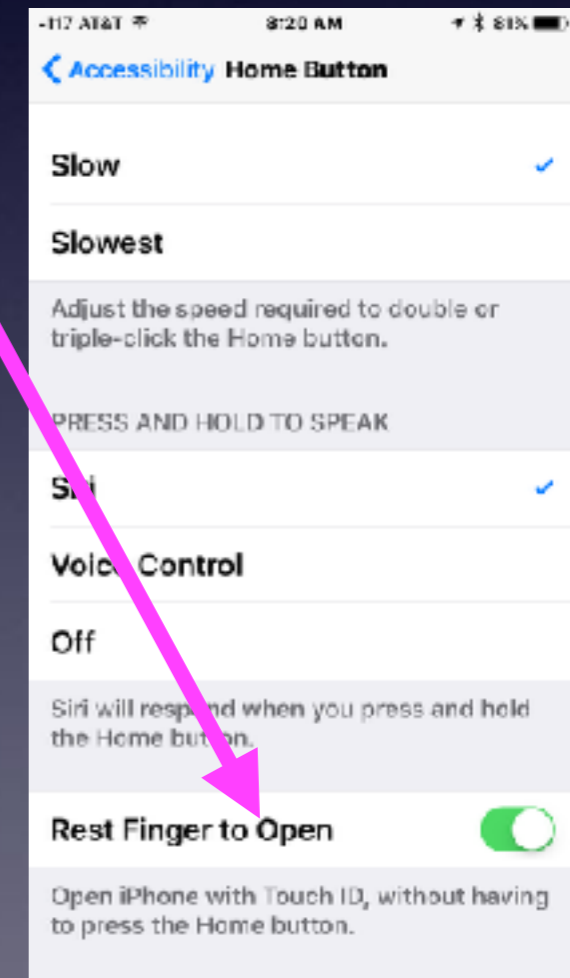 -117 AT&T 8:20 AM 81%
Accessibility Home Button
Slow
Slowest
Adjust the speed required to double or
triple-click the Home button.
PRESS AND HOLD TO SPEAK
Siri
Voice Control
Off
Siri will respond when you press and hold
the Home button.
Rest Finger to Open
Open iPhone with Touch ID, without having
to press the Home button.